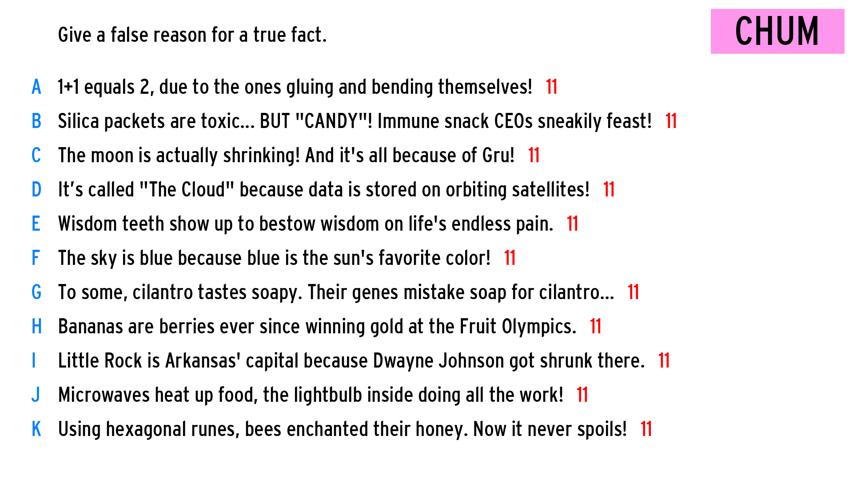 Give a false reason for a true fact.
CHUM
A 1+1 equals 2, due to the ones gluing and bending themselves! 11
B Silica packets are toxic... BUT "CANDY"! Immune snack CEOs sneakily feast! 11
C The moon is actually shrinking! And it's all because of Gru! 11
D It’s called "The Cloud" because data is stored on orbiting satellites! 11
E Wisdom teeth show up to bestow wisdom on life's endless pain. 11
F The sky is blue because blue is the sun's favorite color! 11
G To some, cilantro tastes soapy. Their genes mistake soap for cilantro... 11
H Bananas are berries ever since winning gold at the Fruit Olympics. 11
I Little Rock is Arkansas' capital because Dwayne Johnson got shrunk there. 11
J Microwaves heat up food, the lightbulb inside doing all the work! 11
K Using hexagonal runes, bees enchanted their honey. Now it never spoils! 11